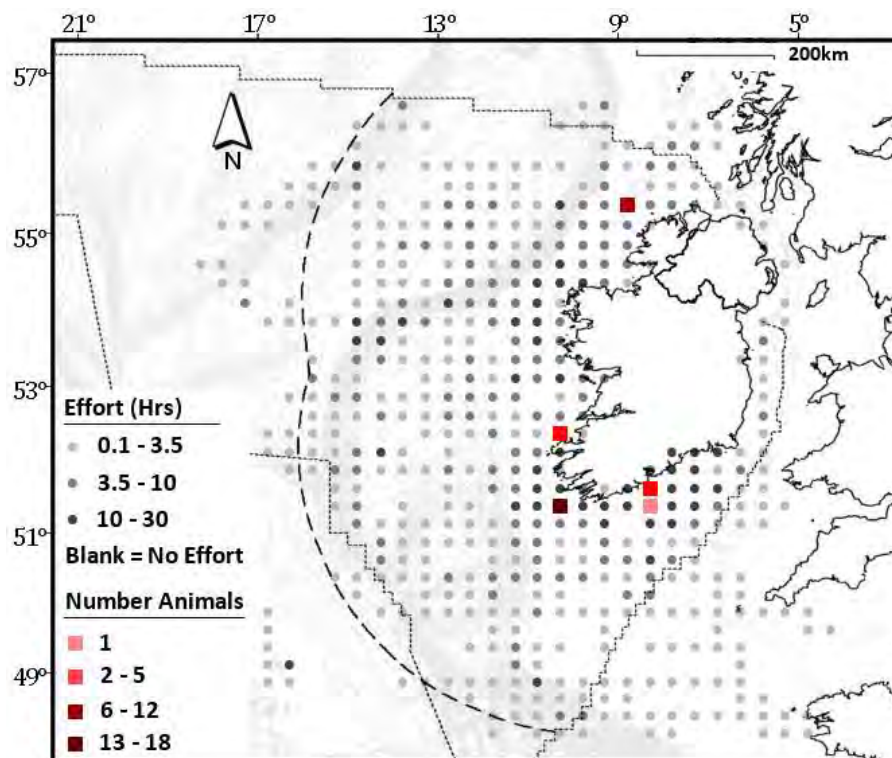 21° 17° 13° 9° 5°
200km
57°
N
55°
53°
Effort (Hrs)
0.1 - 3.5
3.5 - 10
10 - 30
51°
Blank = No Effort
Number Animals
1
49°
2 - 5
6 - 12
13 - 18